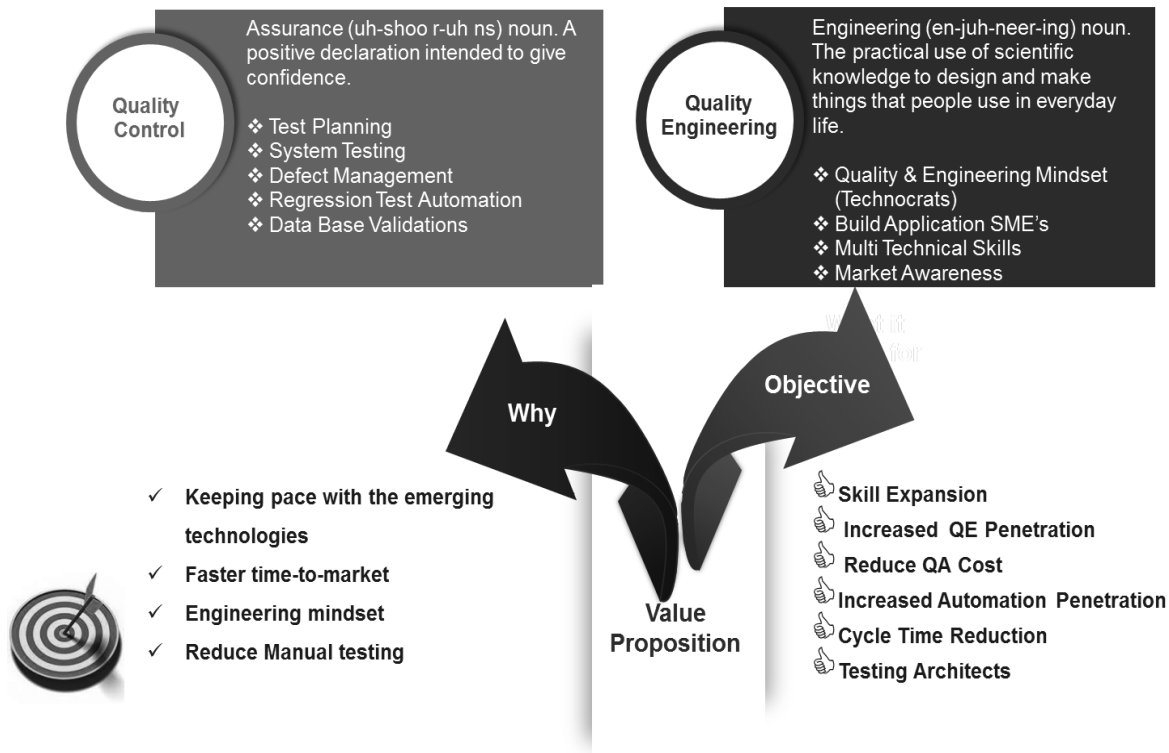 Quality
Control
Assurance (uh-shoo r-uh ns) noun. A
positive declaration intended to give
confidence.
❖ Test Planning
❖ System Testing
❖ Defect Management
❖ Regression Test Automation
❖ Data Base Validations
Quality
Engineering
Engineering (en-juh-neer-ing) noun.
The practical use of scientific
knowledge to design and make
things that people use in everyday
life.
❖ Quality & Engineering Mindset
(Technocrats)
❖ Build Application SME's
❖ Multi Technical Skills
❖ Market Awareness
it
for
Why
Objective
✓ Keeping pace with the emerging
technologies
✓ Faster time-to-market
✓ Engineering mindset
✓ Reduce Manual testing
Value
Proposition
Skill Expansion
Increased QE Penetration
Reduce QA Cost
Increased Automation Penetration
Cycle Time Reduction
Testing Architects